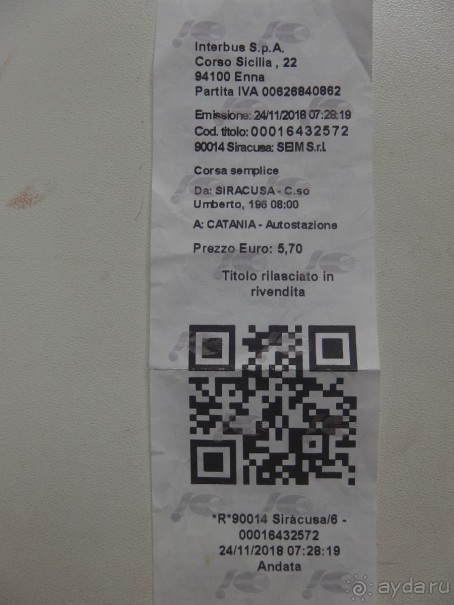 Interbus S.p.A.
Corso Sicilia , 22
94100 Enna
Partita IVA 00626840862
Emissione: 24/11/2018 07:28:19
Cod. titolo: 00016432572
90014 Siracusa: SEIM S.r.l.
Corsa semplice
Da: SIRACUSA - C.so
Umberto, 196 08:00
A: CATANIA - Autostazione
Prezzo Euro: 5,70
Titolo rilasciato in
rivendita
*R*90014 Siracusa/6 -
00016432572
24/11/2018 07:28:19
Andata
ayda.ru